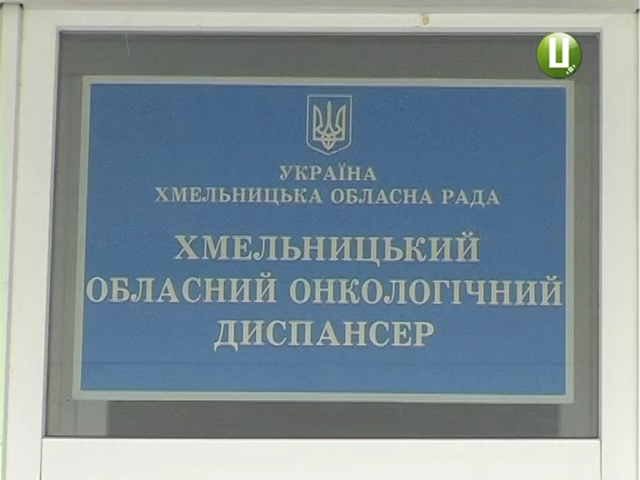 Ц
УКРАЇНА
ХМЕЛЬНИЦЬКА ОБЛАСНА РАДА
ХМЕЛЬНИЦЬКИЙ
ОБЛАСНИЙ ОНКОЛОГІЧНИЙ
ДИСПАНСЕР